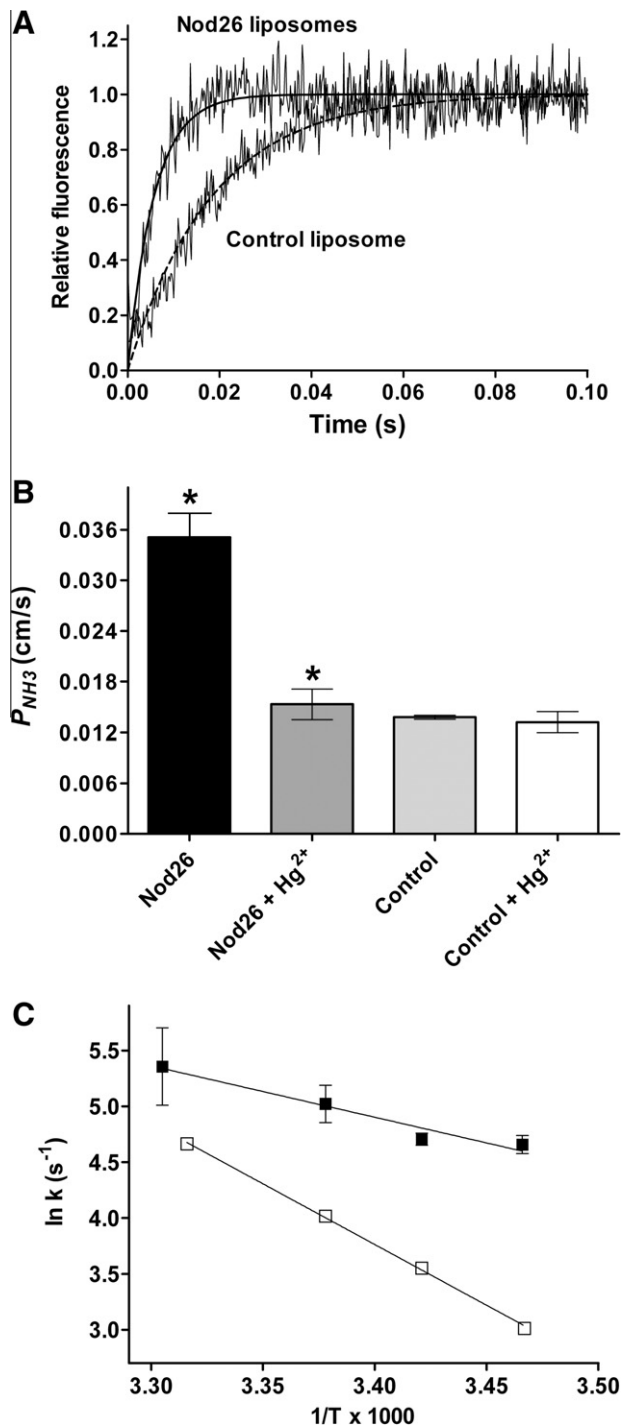 A
Nod26 liposomes
Control liposome
Relative fluorescence
1.2
1.0
0.8
0.6
0.4
0.2
0.0
0.00 0.02 0.04 0.06 0.08 0.10
Time (s)
B
P_NH3 (cm/s)
0.036
0.030
0.024
0.018
0.012
0.006
0.000
*
*
Nod26
Nod26 + Hg²⁺
Control
Control + Hg²⁺
C
ln k (s⁻¹)
5.5
5.0
4.5
4.0
3.5
3.0
3.30 3.35 3.40 3.45 3.50
1/T x 1000